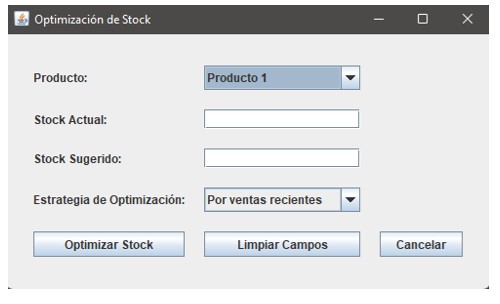 Optimización de Stock
Producto: Producto 1
Stock Actual:
Stock Sugerido:
Estrategia de Optimización: Por ventas recientes
Optimizar Stock Limpiar Campos Cancelar